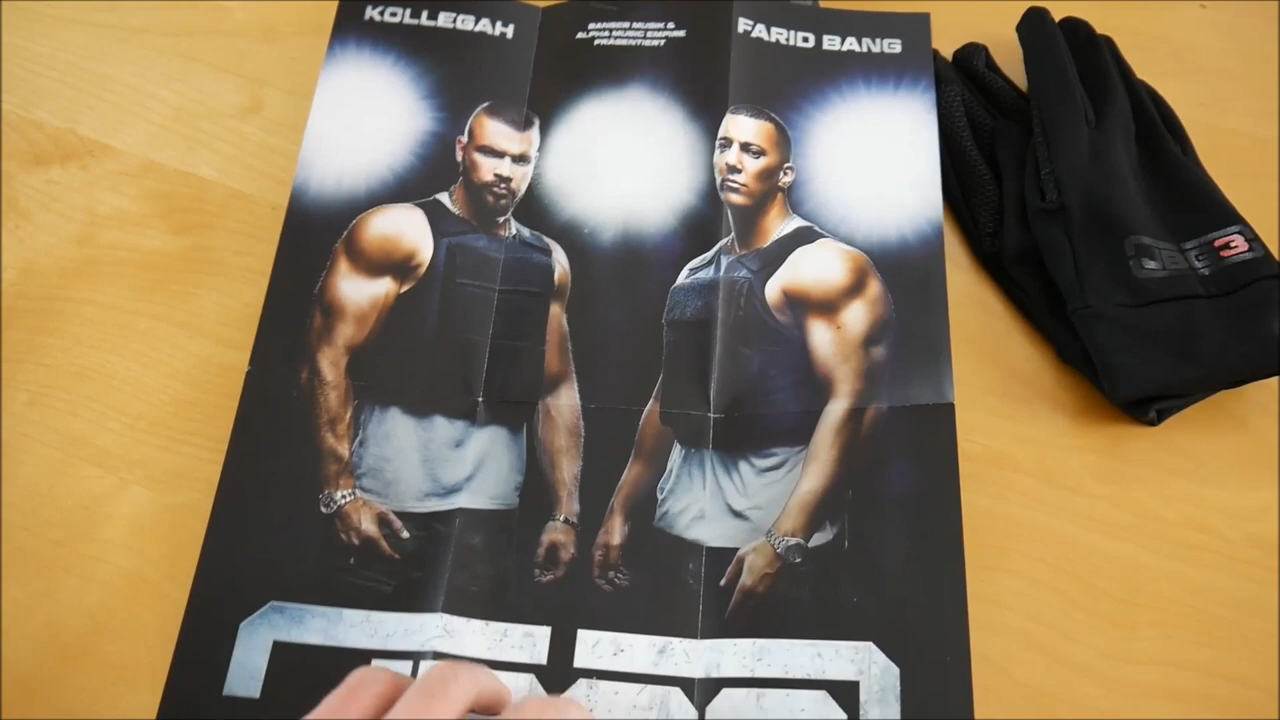 KOLLEGAH
BANGER MUSIK &
ALPHA MUSIC EMPIRE
PRÄSENTIERT
FARID BANG
JBG3